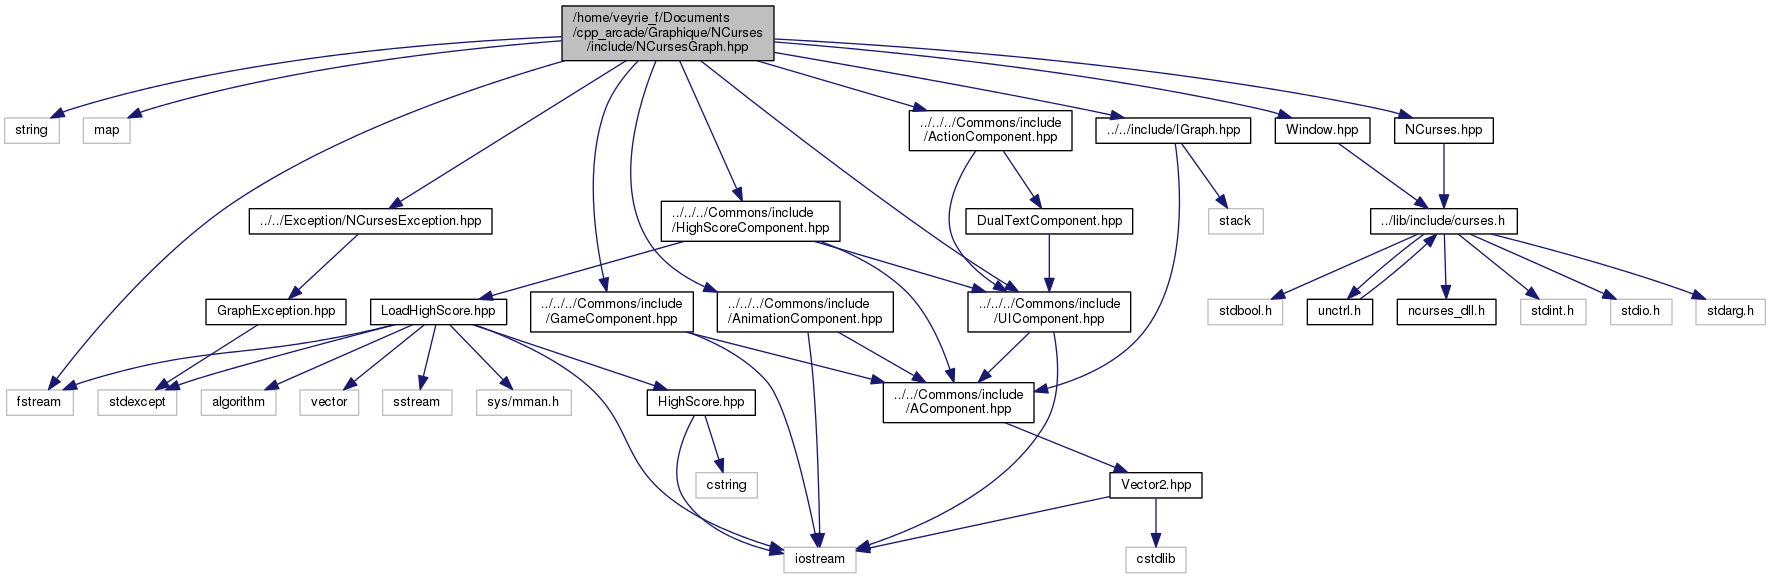 /home/veyrie_f/Documents
/cpp_arcade/Graphique/NCurses
/include/NCursesGraph.hpp
string
map
../../../Commons/include
/ActionComponent.hpp
../../include/IGraph.hpp
Window.hpp
NCurses.hpp
../../Exception/NCursesException.hpp
../../../Commons/include
/HighScoreComponent.hpp
DualTextComponent.hpp
stack
../lib/include/curses.h
GraphException.hpp
LoadHighScore.hpp
../../../Commons/include
/GameComponent.hpp
../../../Commons/include
/AnimationComponent.hpp
../../../Commons/include
/UIComponent.hpp
stdbool.h
unctrl.h
ncurses_dll.h
stdint.h
stdio.h
stdarg.h
fstream
stdexcept
algorithm
vector
sstream
sys/mman.h
HighScore.hpp
../../Commons/include
/AComponent.hpp
cstring
Vector2.hpp
iostream
cstdlib